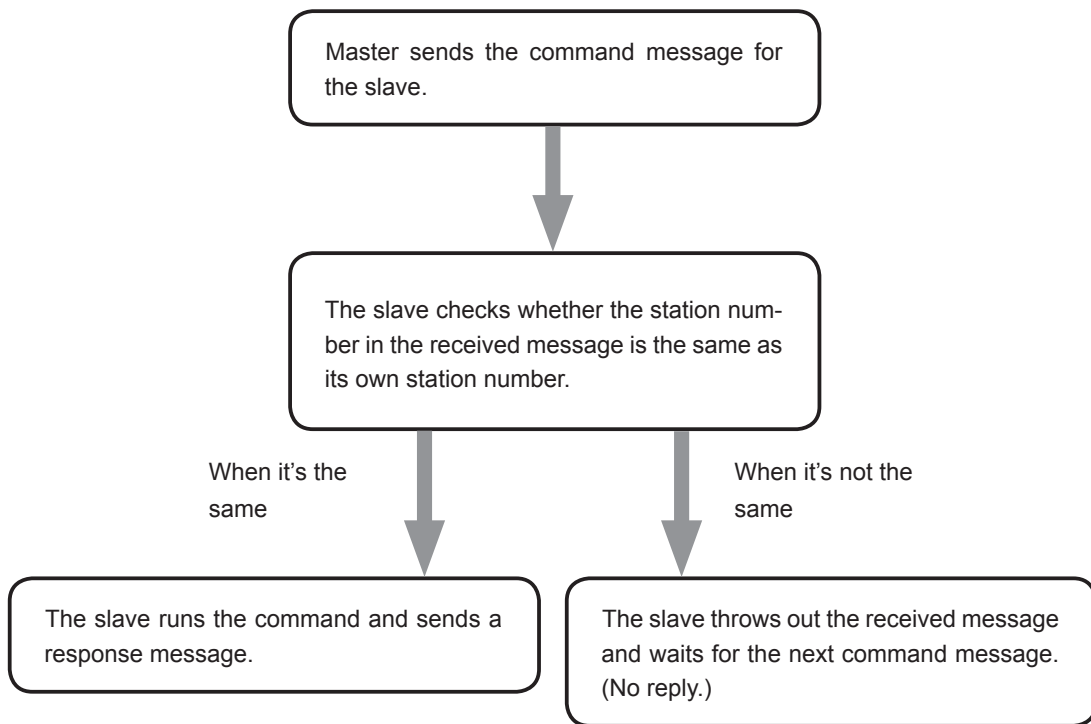 Master sends the command message for
the slave.
The slave checks whether the station num-
ber in the received message is the same as
its own station number.
When it's the
same
When it's not the
same
The slave runs the command and sends a
response message.
The slave throws out the received message
and waits for the next command message.
(No reply.)